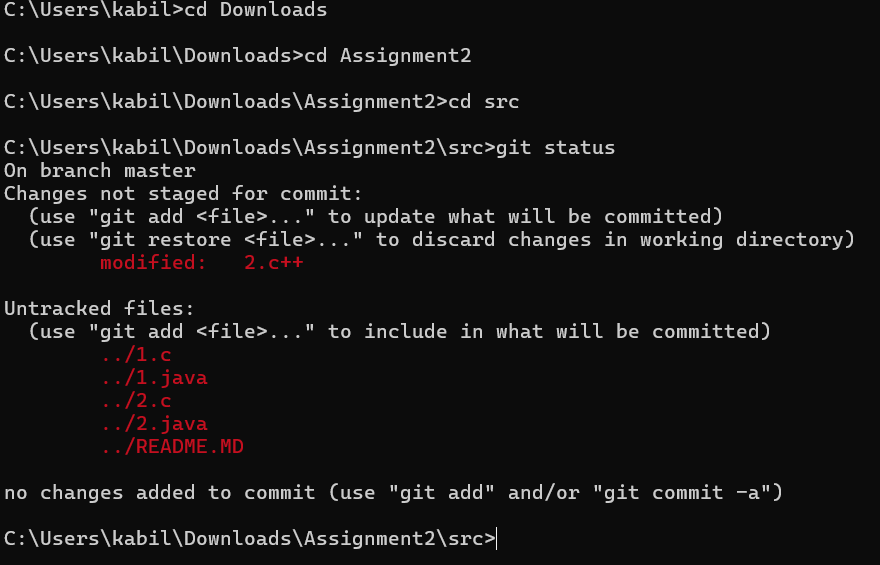 C:\Users\kabil>cd Downloads
C:\Users\kabil\Downloads>cd Assignment2
C:\Users\kabil\Downloads\Assignment2>cd src
C:\Users\kabil\Downloads\Assignment2\src>git status
On branch master
Changes not staged for commit:
  (use "git add <file>..." to update what will be committed)
  (use "git restore <file>..." to discard changes in working directory)
        modified:   2.c++
Untracked files:
  (use "git add <file>..." to include in what will be committed)
        ../1.c
        ../1.java
        ../2.c
        ../2.java
        ../README.MD
no changes added to commit (use "git add" and/or "git commit -a")
C:\Users\kabil\Downloads\Assignment2\src>